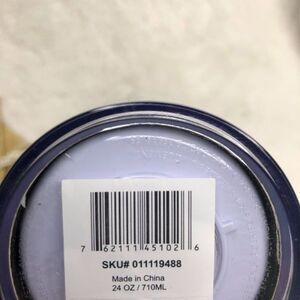 7 62111 45102 6
SKU# 011119488
Made in China
24 OZ / 710ML